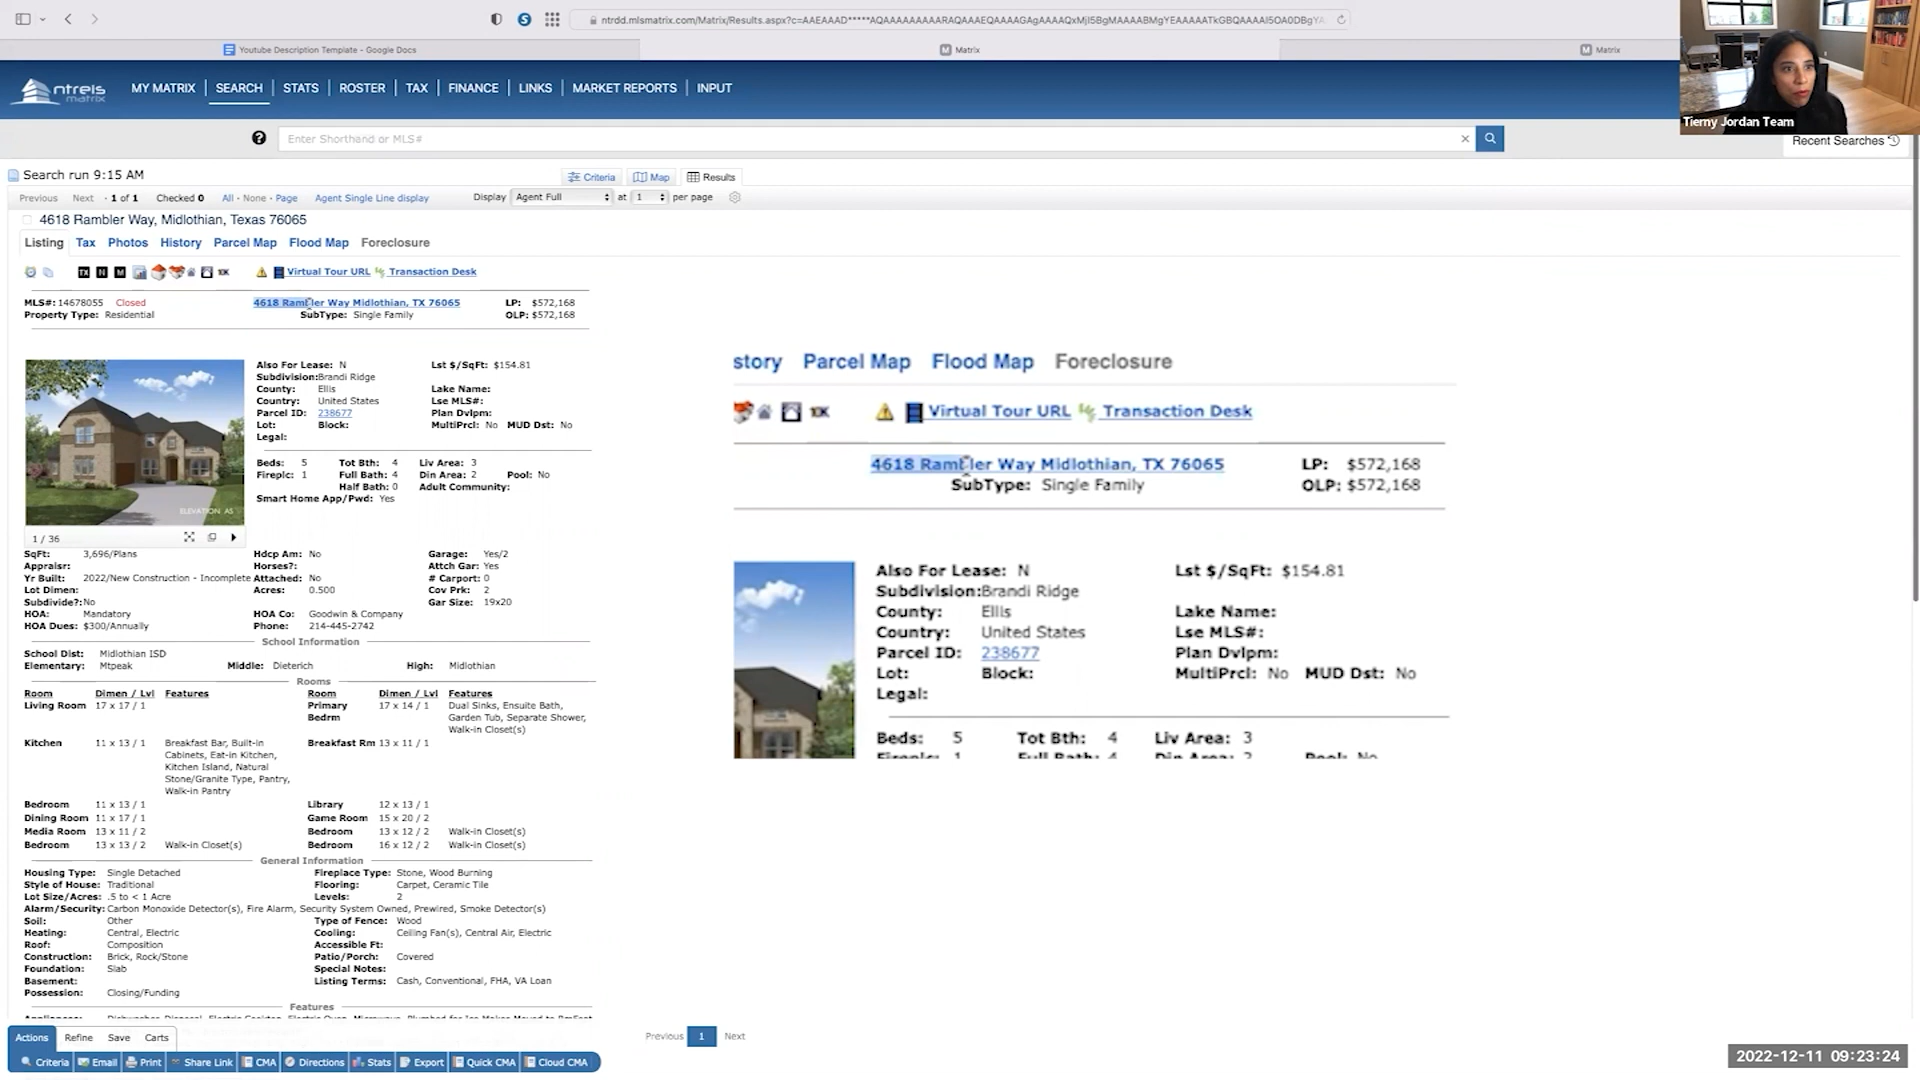 ntrdd.mlsmatrix.com/Matrix/Results.aspx?
Youtube Description Template - Google Docs
Matrix
Matrix
ntreis matrix
MY MATRIX SEARCH STATS ROSTER TAX FINANCE LINKS MARKET REPORTS INPUT
Tierny Jordan Team
Enter Shorthand or MLS#
Recent Searches
Search run 9:15 AM
Criteria Map Results
Previous Next · 1 of 1 Checked 0 All · None · Page Agent Single Line display Display Agent Full at 1 per page
4618 Rambler Way, Midlothian, Texas 76065
Listing Tax Photos History Parcel Map Flood Map Foreclosure
TX N M 10K Virtual Tour URL Transaction Desk
MLS#: 14678055 Closed 4618 Rambler Way Midlothian, TX 76065 LP: $572,168
Property Type: Residential SubType: Single Family OLP: $572,168
Also For Lease: N Lst $/SqFt: $154.81
Subdivision: Brandi Ridge
County: Ellis Lake Name:
Country: United States Lse MLS#:
Parcel ID: 238677 Plan Dvlpm:
Lot: Block: MultiPrcl: No MUD Dst: No
Legal:
Beds: 5 Tot Bth: 4 Liv Area: 3
Fireplc: 1 Full Bath: 4 Din Area: 2 Pool: No
Half Bath: 0 Adult Community:
Smart Home App/Pwd: Yes
ELEVATION AS
1 / 36
SqFt: 3,696/Plans Hdcp Am: No Garage: Yes/2
Appraisr: Horses?: Attch Gar: Yes
Yr Built: 2022/New Construction - Incomplete Attached: No # Carport: 0
Lot Dimen: Acres: 0.500 Cov Prk: 2
Subdivide?: No Gar Size: 19x20
HOA: Mandatory HOA Co: Goodwin & Company
HOA Dues: $300/Annually Phone: 214-445-2742
School Information
School Dist: Midlothian ISD
Elementary: Mtpeak Middle: Dieterich High: Midlothian
Rooms
Room Dimen / Lvl Features Room Dimen / Lvl Features
Living Room 17 x 17 / 1 Primary 17 x 14 / 1 Dual Sinks, Ensuite Bath,
Bedrm Garden Tub, Separate Shower,
Walk-in Closet(s)
Kitchen 11 x 13 / 1 Breakfast Bar, Built-in Breakfast Rm 13 x 11 / 1
Cabinets, Eat-in Kitchen,
Kitchen Island, Natural
Stone/Granite Type, Pantry,
Walk-in Pantry
Bedroom 11 x 13 / 1 Library 12 x 13 / 1
Dining Room 11 x 17 / 1 Game Room 15 x 20 / 2
Media Room 13 x 11 / 2 Bedroom 13 x 12 / 2 Walk-in Closet(s)
Bedroom 13 x 13 / 2 Walk-in Closet(s) Bedroom 16 x 12 / 2 Walk-in Closet(s)
General Information
Housing Type: Single Detached Fireplace Type: Stone, Wood Burning
Style of House: Traditional Flooring: Carpet, Ceramic Tile
Lot Size/Acres: .5 to < 1 Acre Levels: 2
Alarm/Security: Carbon Monoxide Detector(s), Fire Alarm, Security System Owned, Prewired, Smoke Detector(s)
Soil: Other Type of Fence: Wood
Heating: Central, Electric Cooling: Ceiling Fan(s), Central Air, Electric
Roof: Composition Accessible Ft:
Construction: Brick, Rock/Stone Patio/Porch: Covered
Foundation: Slab Special Notes:
Basement: Listing Terms: Cash, Conventional, FHA, VA Loan
Possession: Closing/Funding
Features
story Parcel Map Flood Map Foreclosure
10K Virtual Tour URL Transaction Desk
4618 Rambler Way Midlothian, TX 76065 LP: $572,168
SubType: Single Family OLP: $572,168
Also For Lease: N Lst $/SqFt: $154.81
Subdivision: Brandi Ridge
County: Ellis Lake Name:
Country: United States Lse MLS#:
Parcel ID: 238677 Plan Dvlpm:
Lot: Block: MultiPrcl: No MUD Dst: No
Legal:
Beds: 5 Tot Bth: 4 Liv Area: 3
Fireplc: 1 Full Bath: 4 Din Area: 2 Pool: No
Actions Refine Save Carts
Previous 1 Next
Criteria Email Print Share Link CMA Directions Stats Export Quick CMA Cloud CMA
2022-12-11 09:23:24